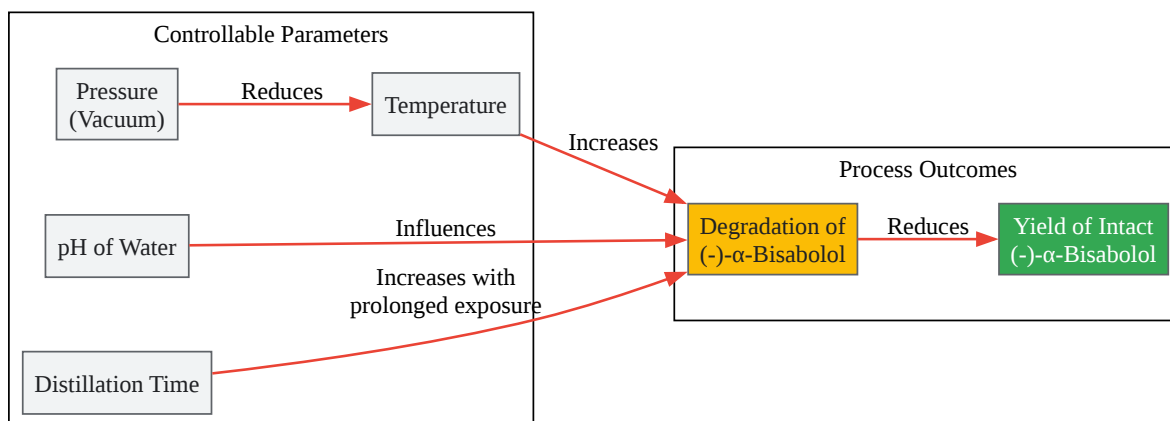 Controllable Parameters
Pressure
(Vacuum)
Reduces
Temperature
Increases
Process Outcomes
pH of Water
Influences
Degradation of
(-)-α-Bisabolol
Reduces
Yield of Intact
(-)-α-Bisabolol
Increases with
prolonged exposure
Distillation Time